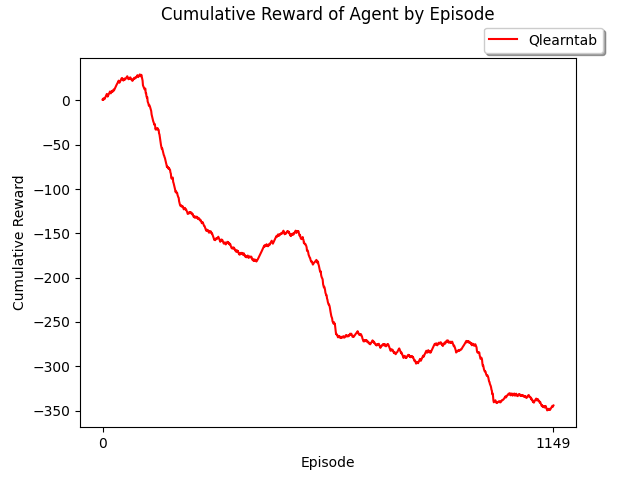 Cumulative Reward of Agent by Episode
Qlearntab
0
−50
−100
−150
−200
−250
−300
−350
Cumulative Reward
0
1149
Episode